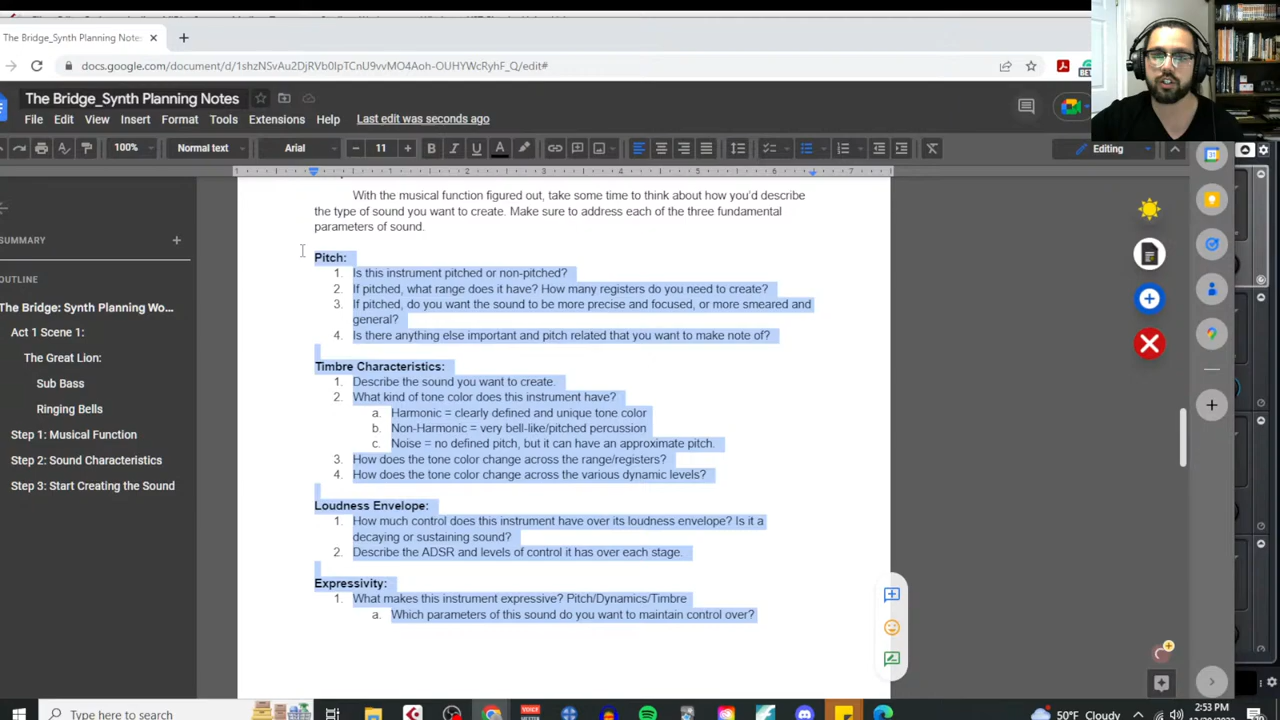 The Bridge_Synth Planning Notes
docs.google.com/document/d/1shzNSvAu2DjRVb0lpTCnU9vvMO4Aoh-OUHYWcRyhF_Q/edit#
The Bridge_Synth Planning Notes
File Edit View Insert Format Tools Extensions Help Last edit was seconds ago
100% Normal text Arial 11 Editing
With the musical function figured out, take some time to think about how you'd describe
the type of sound you want to create. Make sure to address each of the three fundamental
parameters of sound.
SUMMARY
OUTLINE
The Bridge: Synth Planning Wo...
Act 1 Scene 1:
The Great Lion:
Sub Bass
Ringing Bells
Step 1: Musical Function
Step 2: Sound Characteristics
Step 3: Start Creating the Sound
Pitch:
1. Is this instrument pitched or non-pitched?
2. If pitched, what range does it have? How many registers do you need to create?
3. If pitched, do you want the sound to be more precise and focused, or more smeared and
general?
4. Is there anything else important and pitch related that you want to make note of?
Timbre Characteristics:
1. Describe the sound you want to create.
2. What kind of tone color does this instrument have?
a. Harmonic = clearly defined and unique tone color
b. Non-Harmonic = very bell-like/pitched percussion
c. Noise = no defined pitch, but it can have an approximate pitch.
3. How does the tone color change across the range/registers?
4. How does the tone color change across the various dynamic levels?
Loudness Envelope:
1. How much control does this instrument have over its loudness envelope? Is it a
decaying or sustaining sound?
2. Describe the ADSR and levels of control it has over each stage.
Expressivity:
1. What makes this instrument expressive? Pitch/Dynamics/Timbre
a. Which parameters of this sound do you want to maintain control over?
Type here to search
50°F Cloudy
2:53 PM